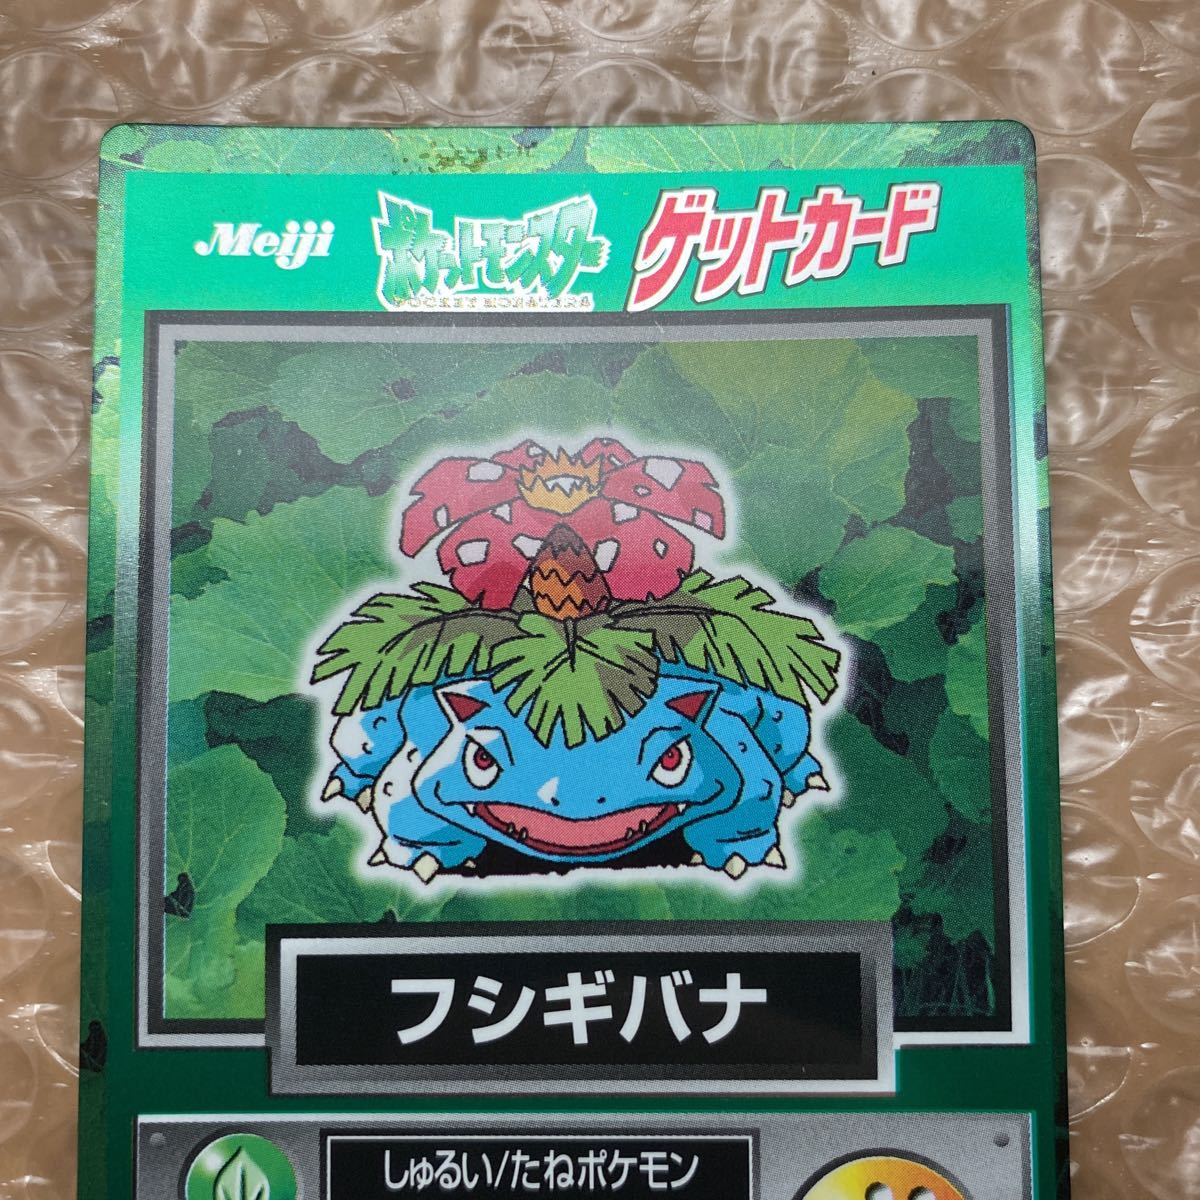 Meiji ポケットモンスター ゲットカード
POCKET MONSTERS
フシギバナ
しゅるい/たねポケモン